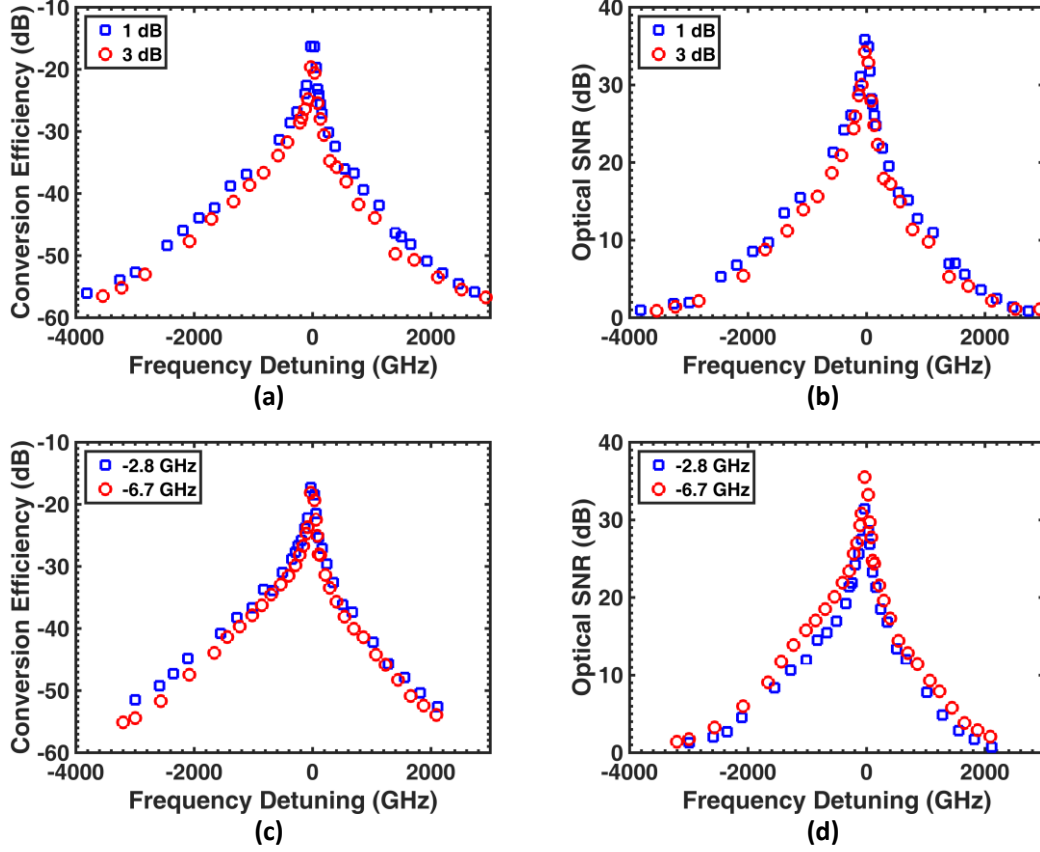 -10
-20
-30
-40
-50
-60
Conversion Efficiency (dB)
1 dB
3 dB
-4000 -2000 0 2000
Frequency Detuning (GHz)
(a)
40
30
20
10
0
Optical SNR (dB)
1 dB
3 dB
-4000 -2000 0 2000
Frequency Detuning (GHz)
(b)
-10
-20
-30
-40
-50
-60
Conversion Efficiency (dB)
-2.8 GHz
-6.7 GHz
-4000 -2000 0 2000
Frequency Detuning (GHz)
(c)
40
30
20
10
0
Optical SNR (dB)
-2.8 GHz
-6.7 GHz
-4000 -2000 0 2000
Frequency Detuning (GHz)
(d)